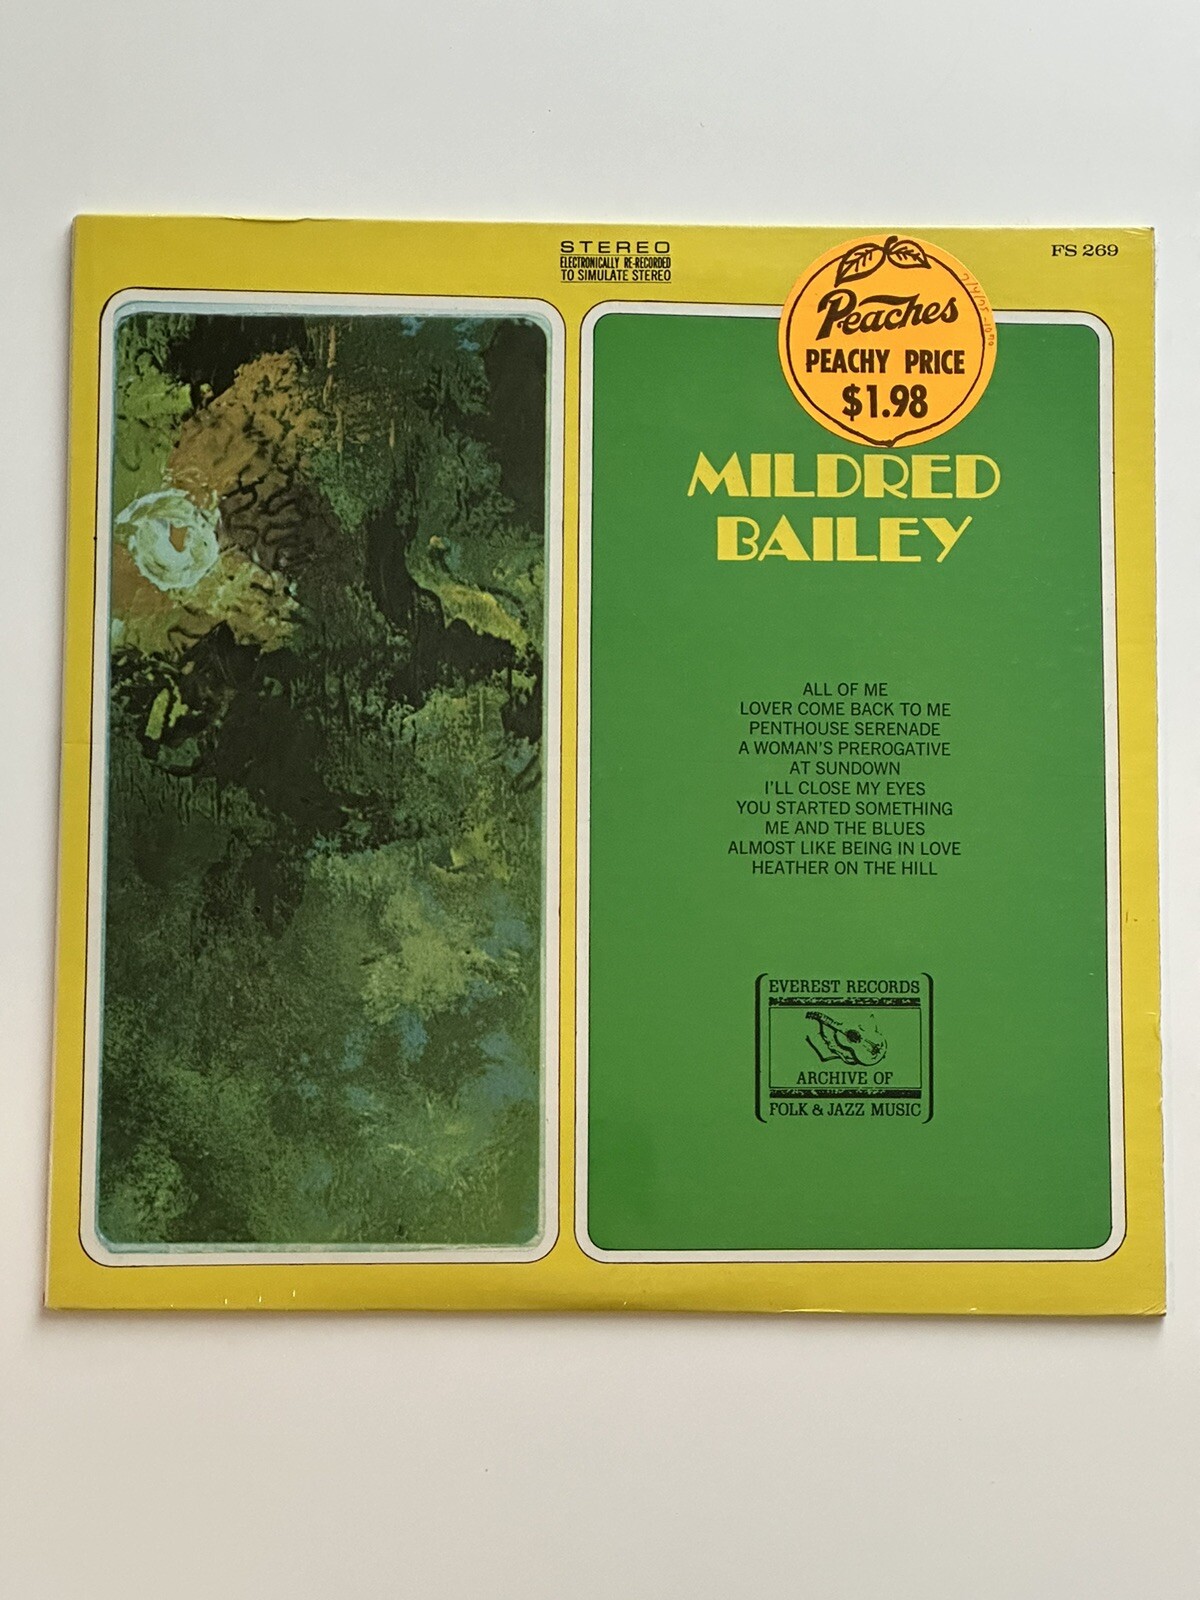 STEREO
ELECTRONICALLY RE-RECORDED
TO SIMULATE STEREO
FS 269
Peaches
PEACHY PRICE
$1.98
MILDRED
BAILEY
ALL OF ME
LOVER COME BACK TO ME
PENTHOUSE SERENADE
A WOMAN'S PREROGATIVE
AT SUNDOWN
I'LL CLOSE MY EYES
YOU STARTED SOMETHING
ME AND THE BLUES
ALMOST LIKE BEING IN LOVE
HEATHER ON THE HILL
EVEREST RECORDS
ARCHIVE OF
FOLK & JAZZ MUSIC